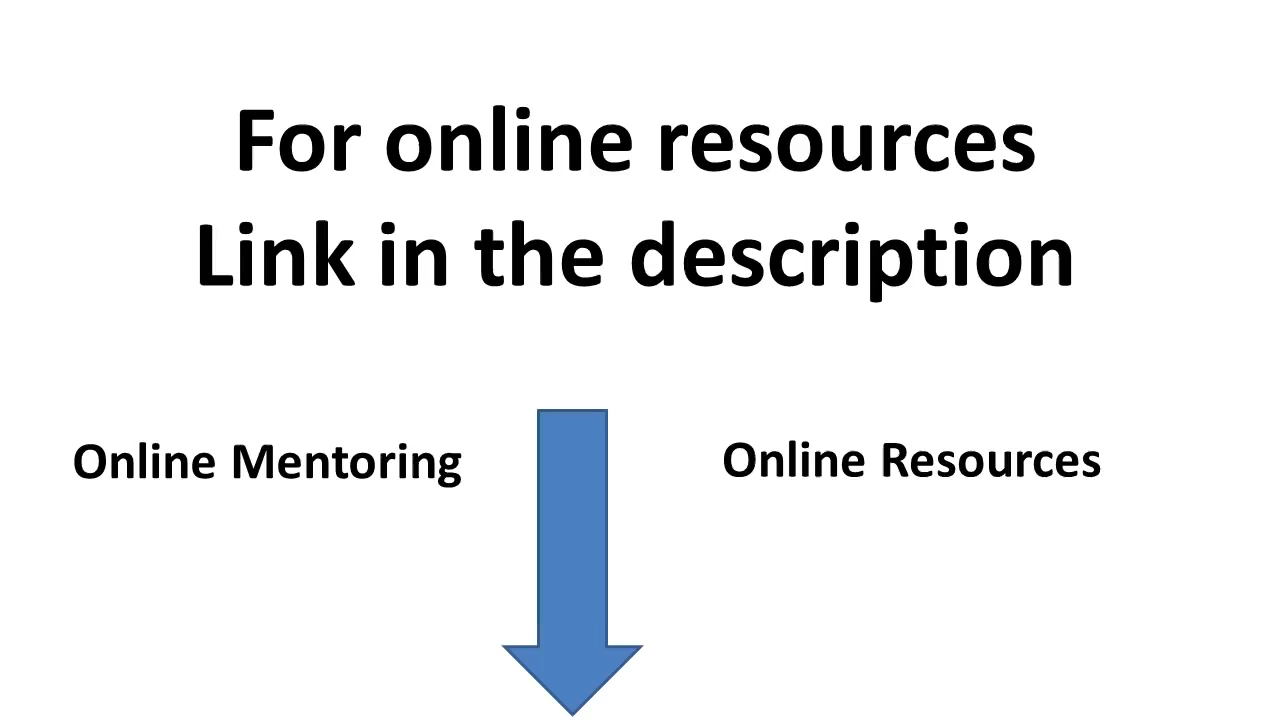 For online resources
Link in the description
Online Mentoring
Online Resources